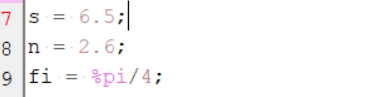 7 s = 6.5;
8 n = 2.6;
9 fi = %pi/4;